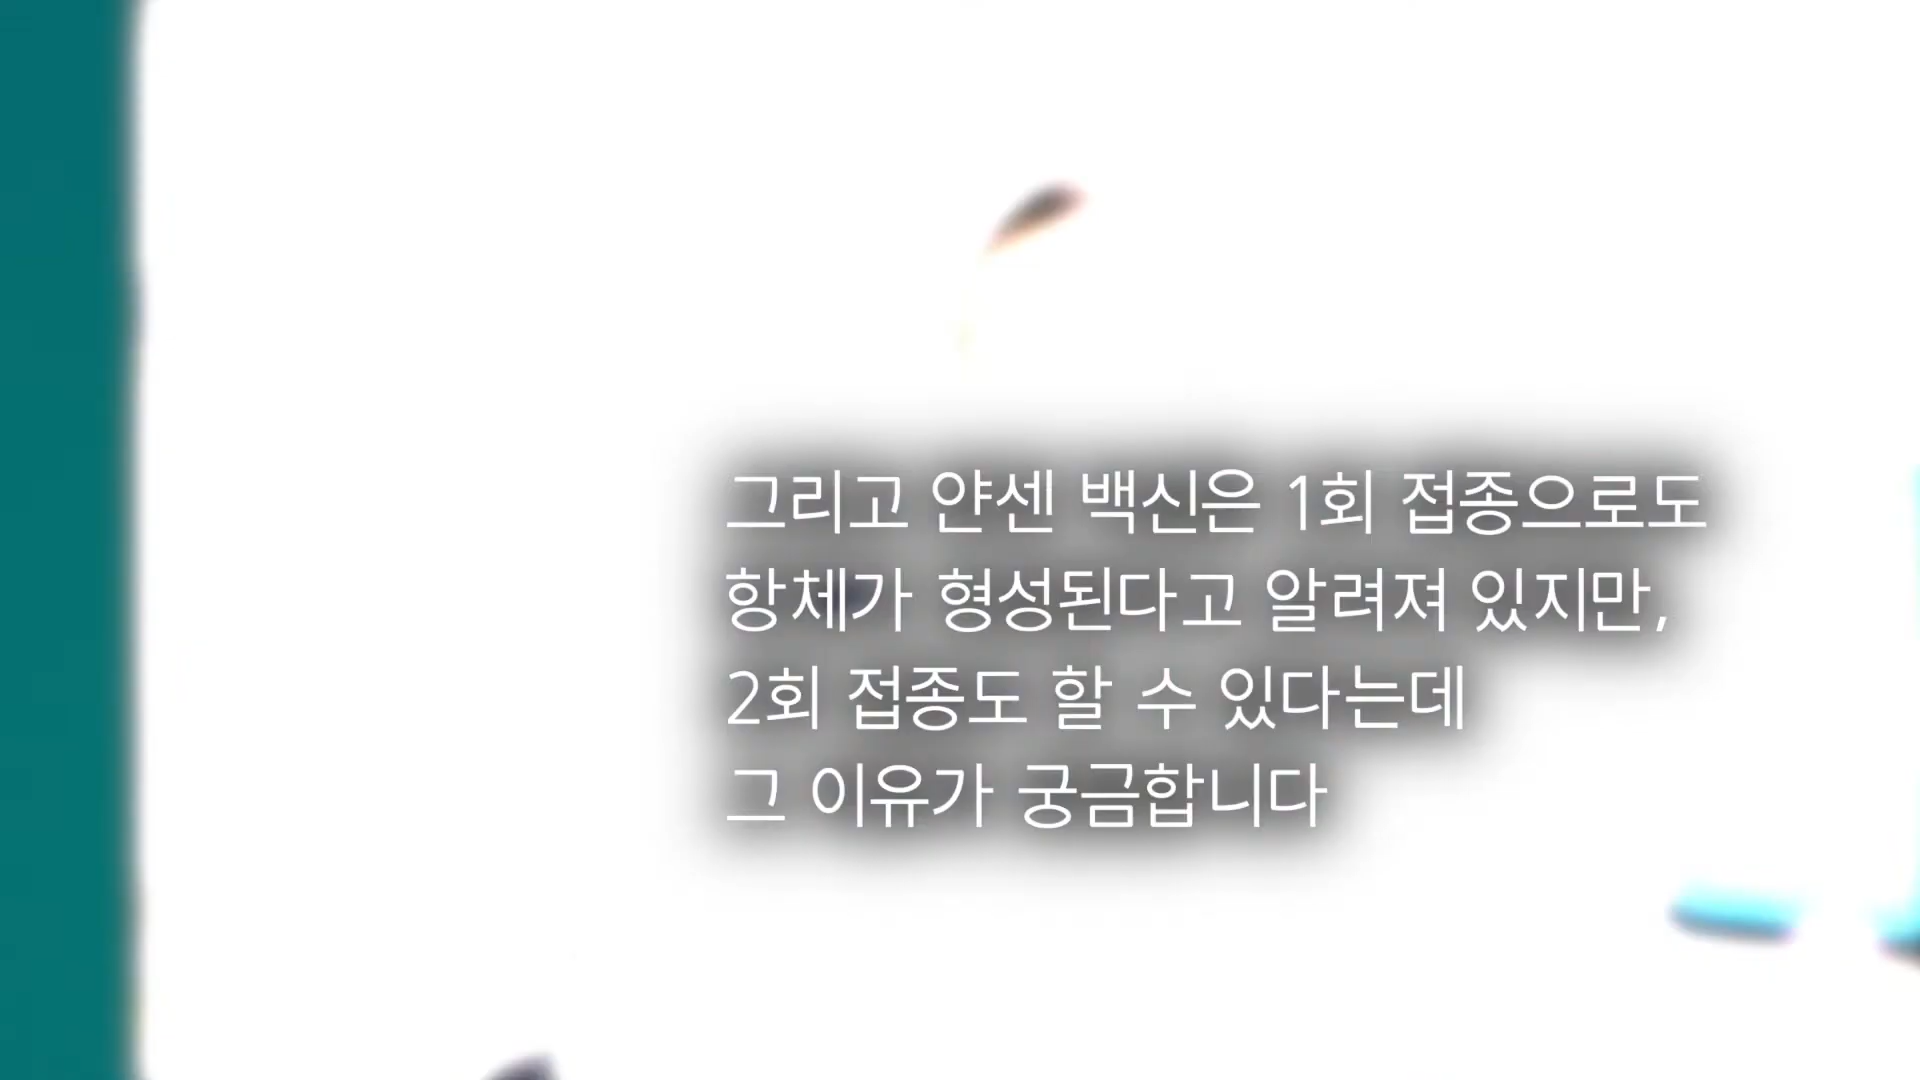 그리고 얀센 백신은 1회 접종으로도
항체가 형성된다고 알려져 있지만,
2회 접종도 할 수 있다는데
그 이유가 궁금합니다